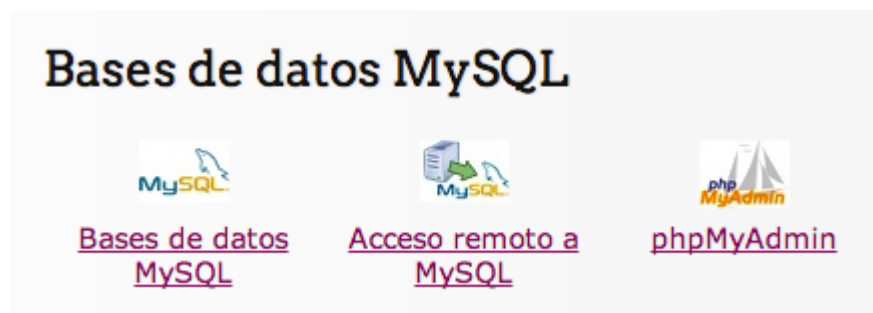 Bases de datos MySQL
MySQL
MySQL
php
MyAdmin
Bases de datos
MySQL
Acceso remoto a
MySQL
phpMyAdmin